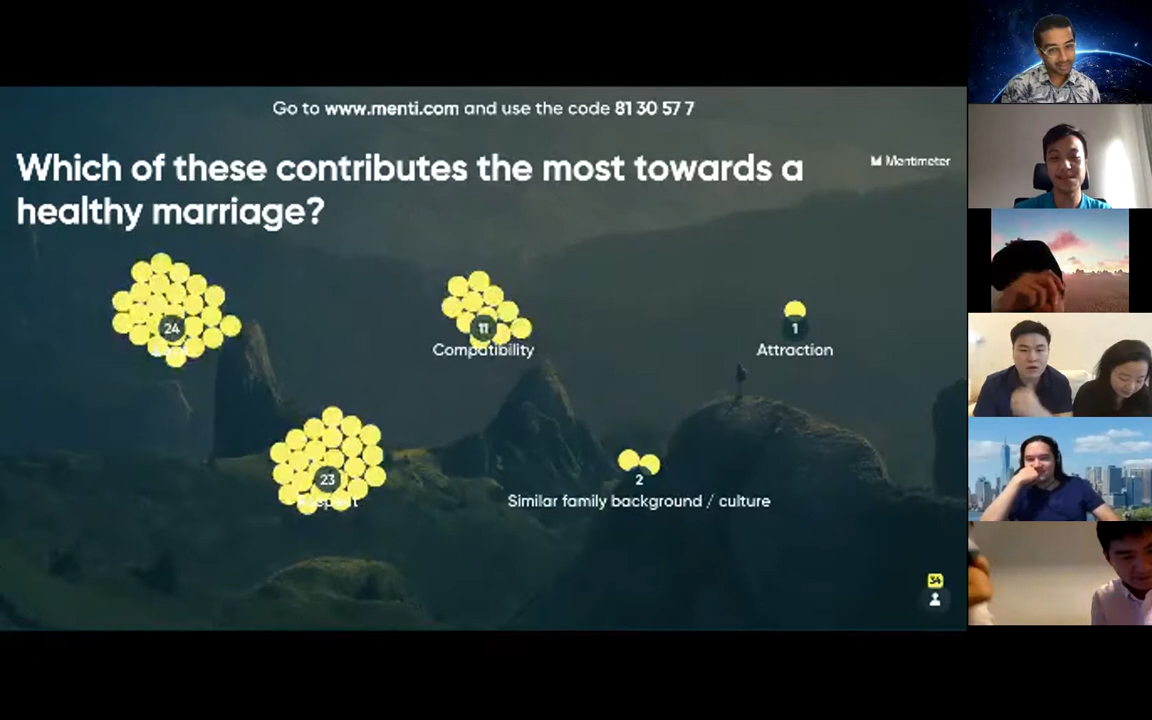 Go to www.menti.com and use the code 81 30 57 7
Which of these contributes the most towards a
healthy marriage?
Mentimeter
24
11
Compatibility
1
Attraction
23
2
Similar family background / culture
34